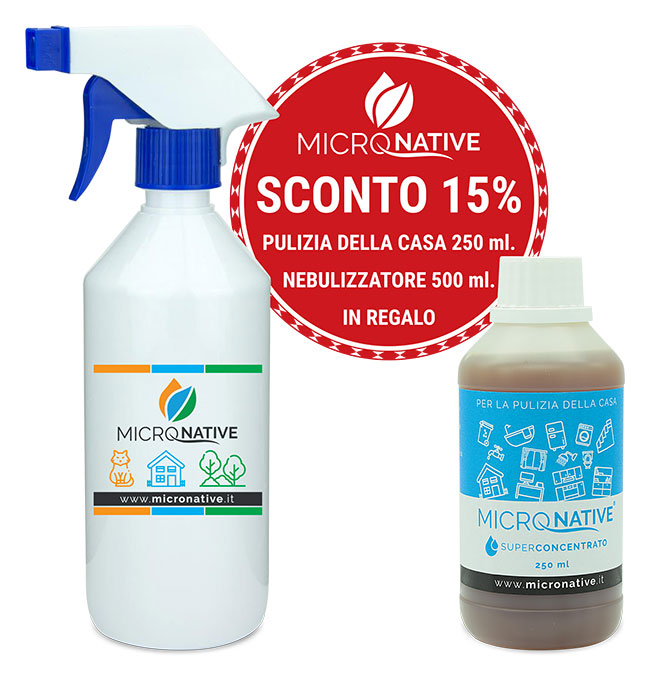 MICRONATIVE
SCONTO 15%
PULIZIA DELLA CASA 250 ml.
NEBULIZZATORE 500 ml.
IN REGALO
MICRONATIVE
www.micronative.it
PER LA PULIZIA DELLA CASA
MICRONATIVE®
SUPERCONCENTRATO
250 ml
www.micronative.it